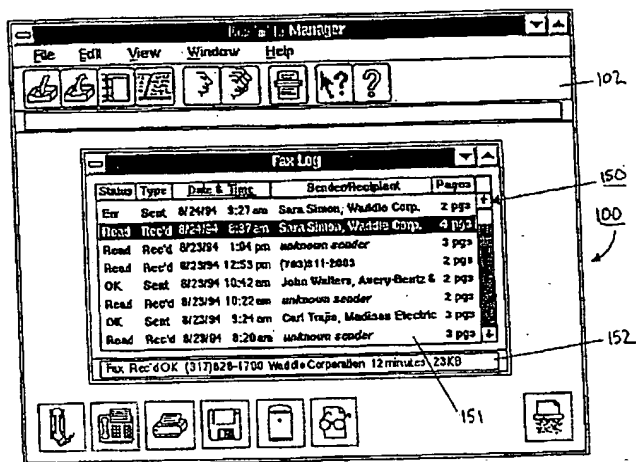 Manager
File Edit View Window Help
102
Fax Log
Status Type Date & Time Sender/Recipient Pages
150
Err Sent 8/24/94 9:27 am Sara Simon, Waddle Corp. 2 pgs
Read Rec'd 8/24/94 8:37 am Sara Simon, Waddle Corp. 4 pgs
100
Read Rec'd 8/23/94 1:04 pm unknown sender 3 pgs
Read Rec'd 8/23/94 12:53 pm 2 pgs
OK Sent 8/23/94 10:42 am John Walters, Avery-Bentz & 2 pgs
Read Rec'd 8/23/94 10:22 am unknown sender 2 pgs
OK Sent 8/23/94 9:21 am Carl Madison Electric 3 pgs
Read Rec'd 8/23/94 8:20 am unknown sender 3 pgs
152
Fax Rec'd OK (317)828-1700 Waddle Corporation 12 minutes 23KB
151